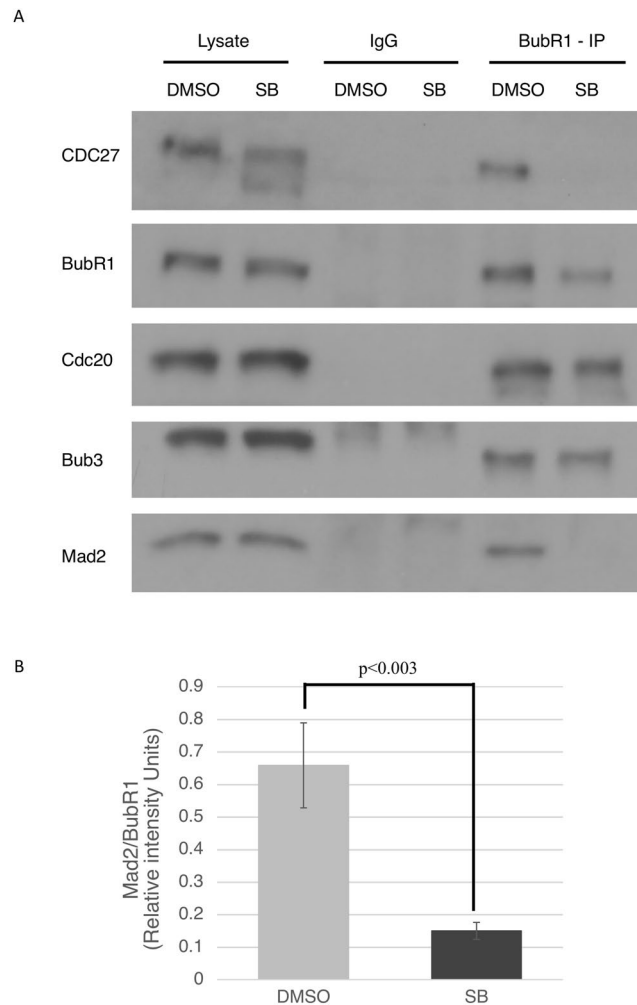 A
Lysate IgG BubR1 - IP
DMSO SB DMSO SB DMSO SB
CDC27
BubR1
Cdc20
Bub3
Mad2
B
p<0.003
0.9
0.8
0.7
0.6
0.5
0.4
0.3
0.2
0.1
0
Mad2/BubR1
(Relative intensity Units)
DMSO SB